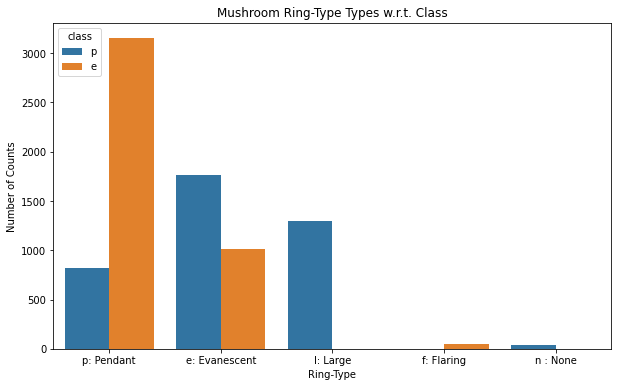 Mushroom Ring-Type Types w.r.t. Class
class
p
e
3000
2500
2000
1500
1000
500
0
Number of Counts
p: Pendant
e: Evanescent
l: Large
f: Flaring
n : None
Ring-Type